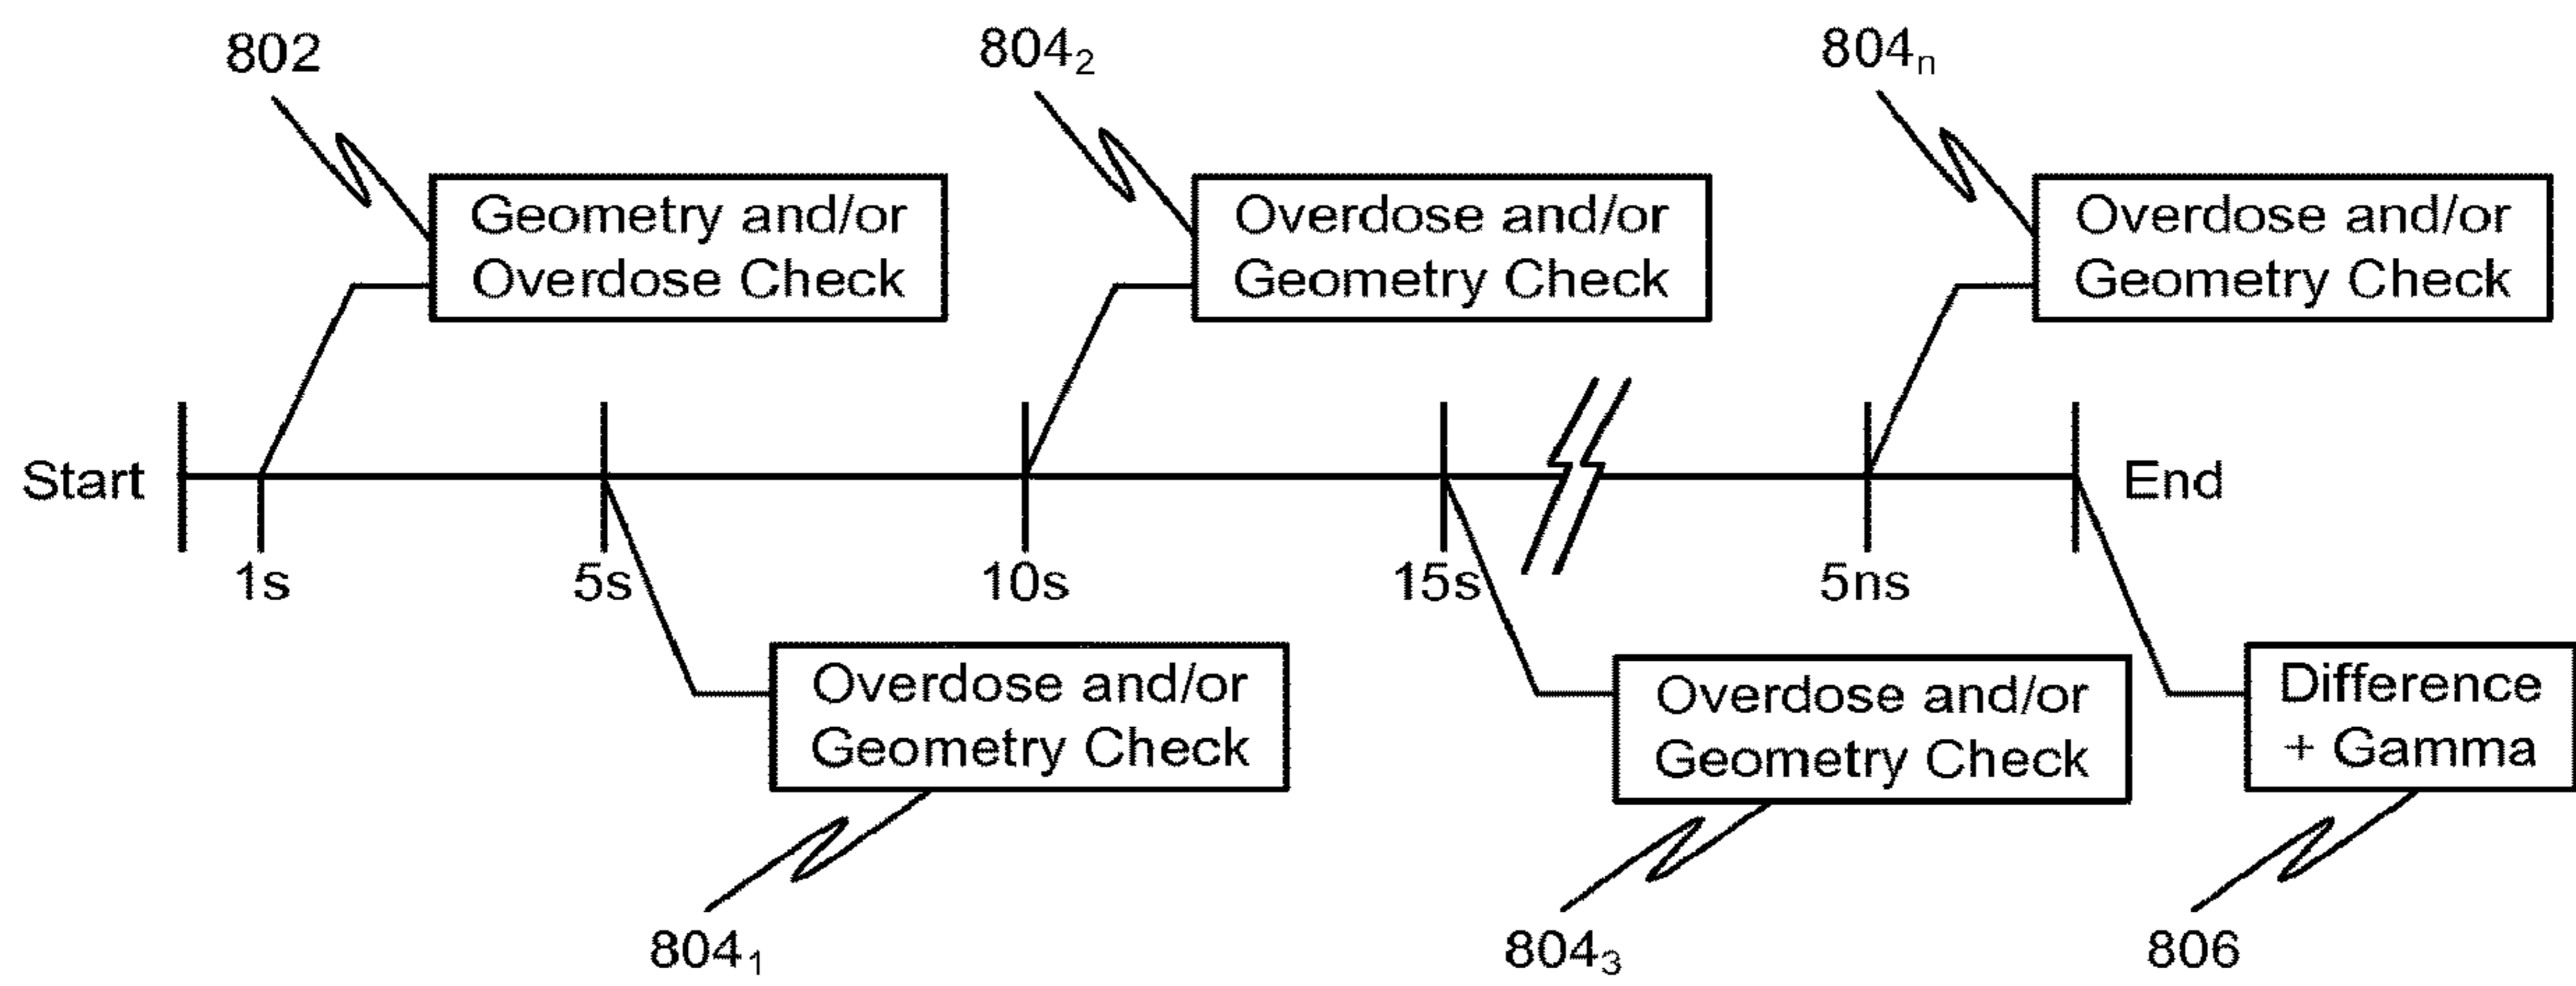 802
804₂
804ₙ
Geometry and/or
Overdose Check
Overdose and/or
Geometry Check
Overdose and/or
Geometry Check
Start
End
1s
5s
10s
15s
5ns
Overdose and/or
Geometry Check
Overdose and/or
Geometry Check
Difference
+ Gamma
804₁
804₃
806